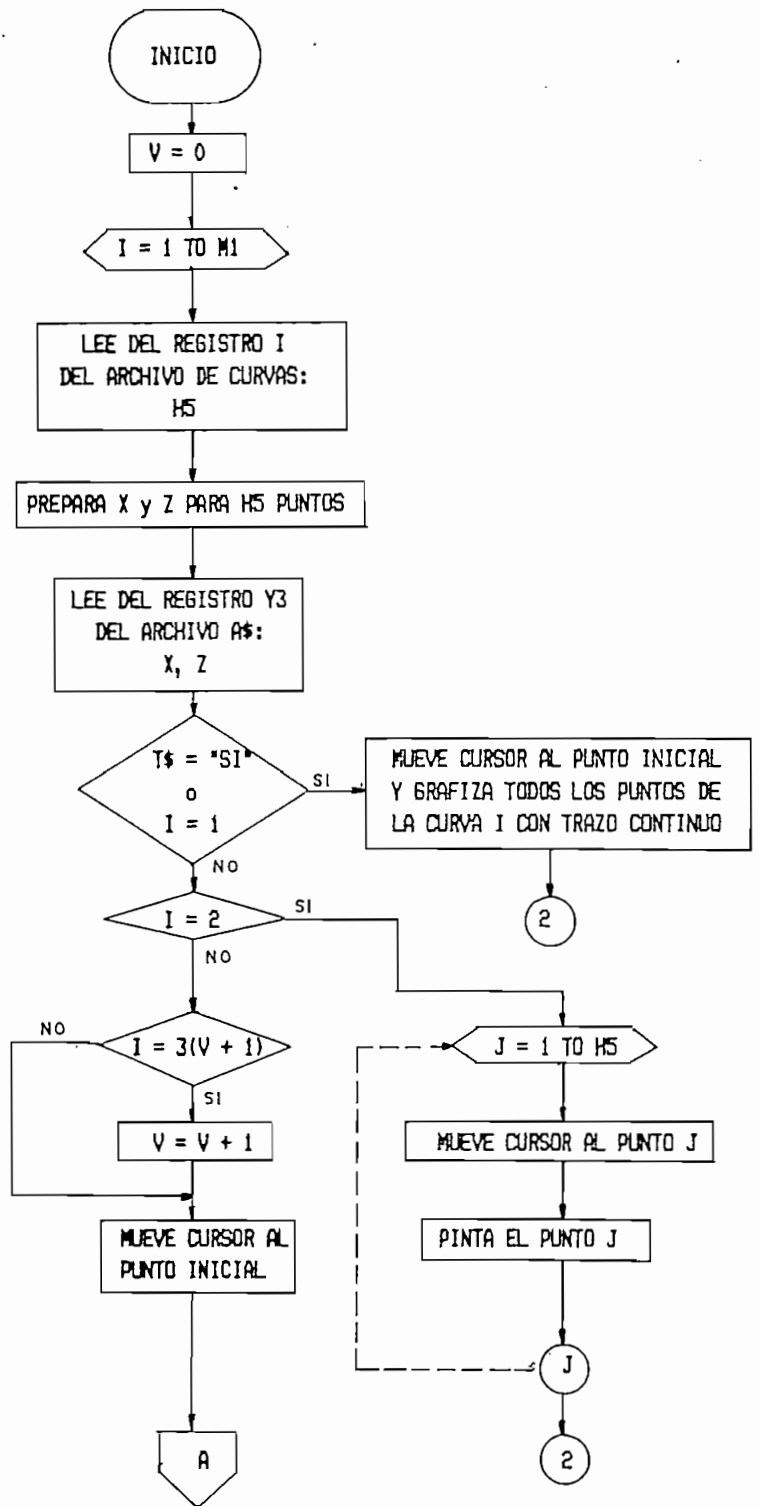 INICIO
V = 0
I = 1 TO M1
LEE DEL REGISTRO I
DEL ARCHIVO DE CURVAS:
H5
PREPARA X y Z PARA H5 PUNTOS
LEE DEL REGISTRO Y3
DEL ARCHIVO A$:
X, Z
T$ = "SI"
o
I = 1
SI
MUEVE CURSOR AL PUNTO INICIAL
Y GRAFIZA TODOS LOS PUNTOS DE
LA CURVA I CON TRAZO CONTINUO
NO
2
I = 2
SI
NO
I = 3(V + 1)
NO
SI
J = 1 TO H5
V = V + 1
MUEVE CURSOR AL PUNTO J
MUEVE CURSOR AL
PUNTO INICIAL
PINTA EL PUNTO J
J
A
2